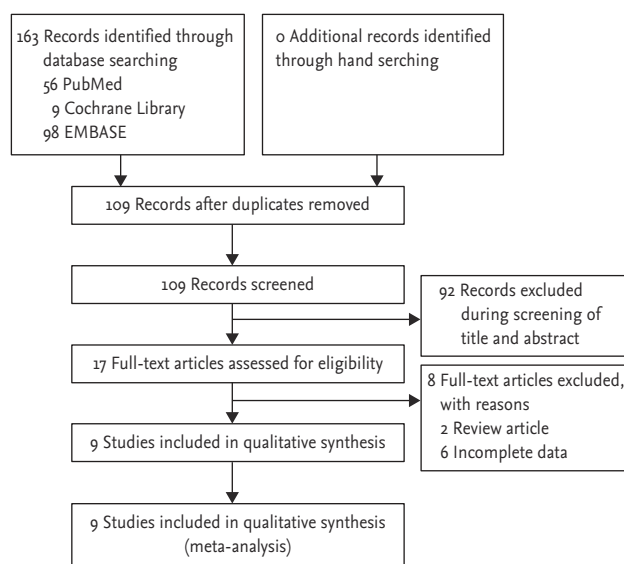 163 Records identified through
database searching
56 PubMed
9 Cochrane Library
98 EMBASE
0 Additional records identified
through hand serching
109 Records after duplicates removed
109 Records screened
92 Records excluded
during screening of
title and abstract
17 Full-text articles assessed for eligibility
8 Full-text articles excluded,
with reasons
2 Review article
6 Incomplete data
9 Studies included in qualitative synthesis
9 Studies included in qualitative synthesis
(meta-analysis)